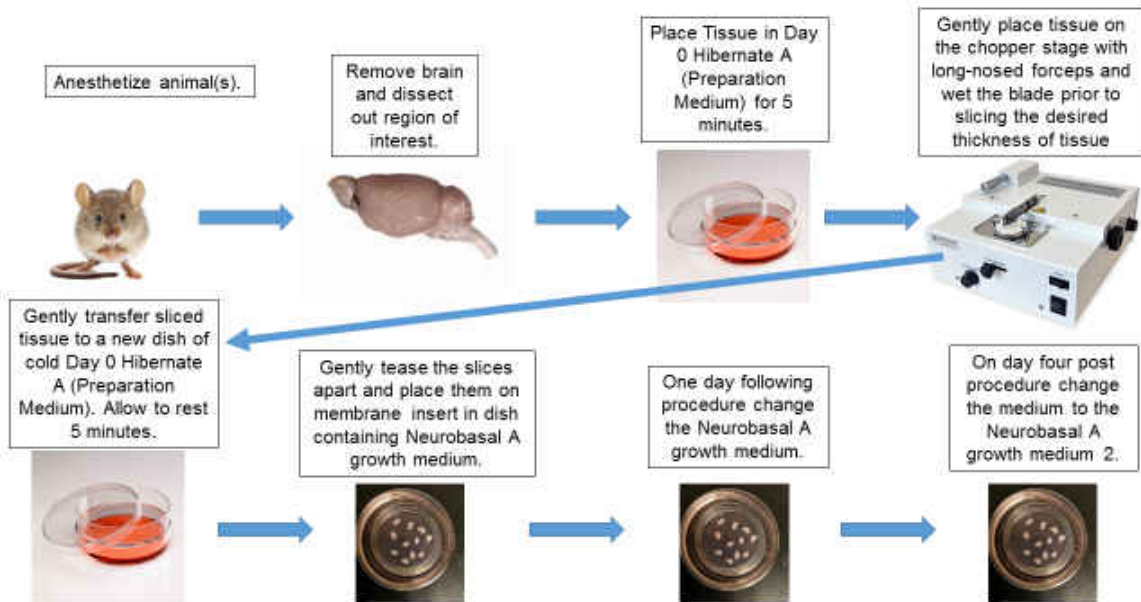 Anesthetize animal(s).
Remove brain
and dissect
out region of
interest.
Place Tissue in Day
0 Hibernate A
(Preparation
Medium) for 5
minutes.
Gently place tissue on
the chopper stage with
long-nosed forceps and
wet the blade prior to
slicing the desired
thickness of tissue
Gently transfer sliced
tissue to a new dish of
cold Day 0 Hibernate
A (Preparation
Medium). Allow to rest
5 minutes.
Gently tease the slices
apart and place them on
membrane insert in dish
containing Neurobasal A
growth medium.
One day following
procedure change
the Neurobasal A
growth medium.
On day four post
procedure change
the medium to the
Neurobasal A
growth medium 2.